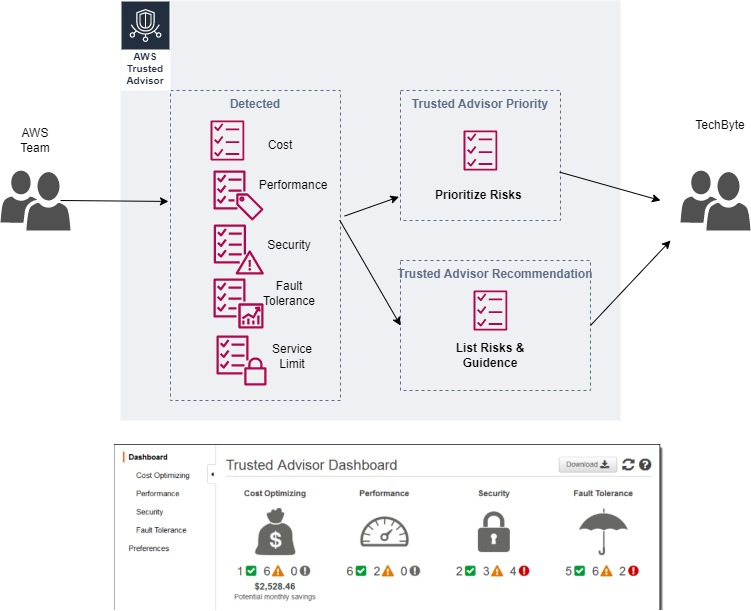 AWS
Trusted
Advisor
AWS
Team
Detected
Cost
Performance
Security
Fault
Tolerance
Service
Limit
Trusted Advisor Priority
Prioritize Risks
Trusted Advisor Recommendation
List Risks &
Guidence
TechByte
Dashboard
Cost Optimizing
Performance
Security
Fault Tolerance
Preferences
Trusted Advisor Dashboard
Download
Cost Optimizing
Performance
Security
Fault Tolerance
$
1 6 0
6 2 0
2 3 4
5 6 2
$2,528.46
Potential monthly savings